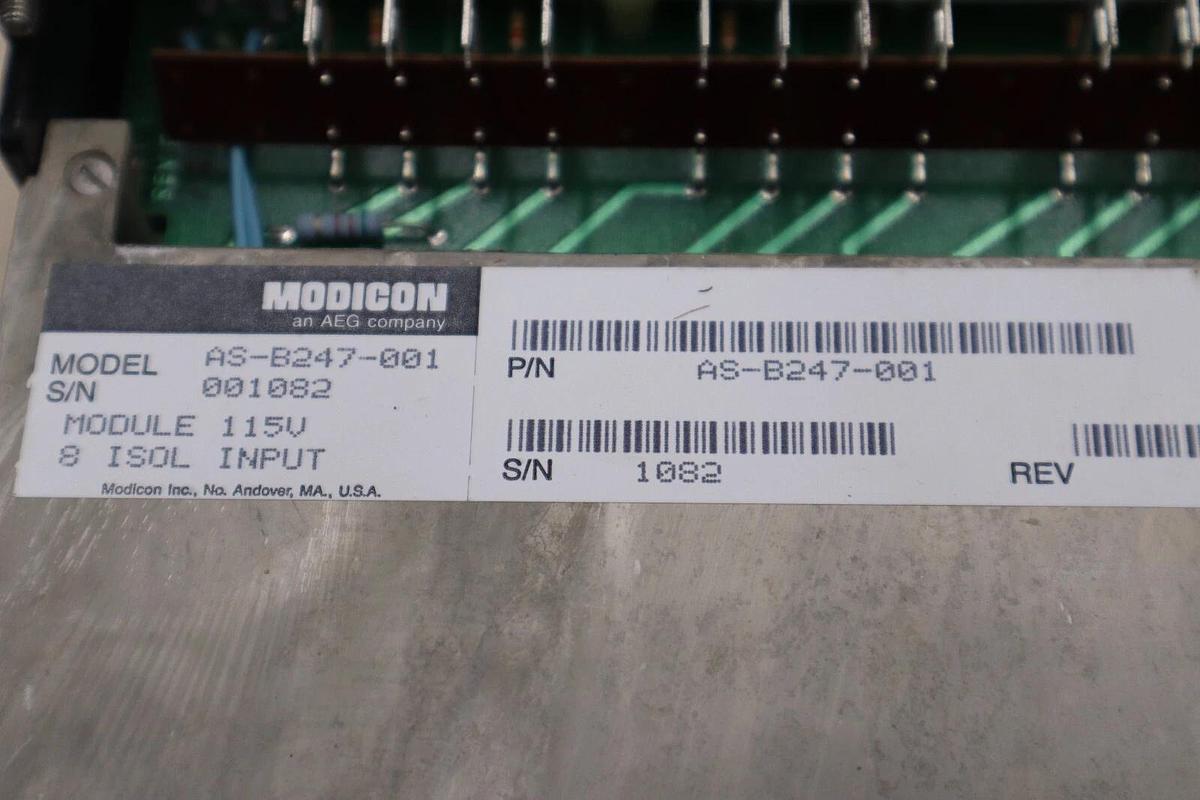 MODICON
an AEG company
MODEL AS-B247-001
S/N 001082
MODULE 115V
8 ISOL INPUT
Modicon Inc., No. Andover, MA., U.S.A.
P/N AS-B247-001
S/N 1082
REV